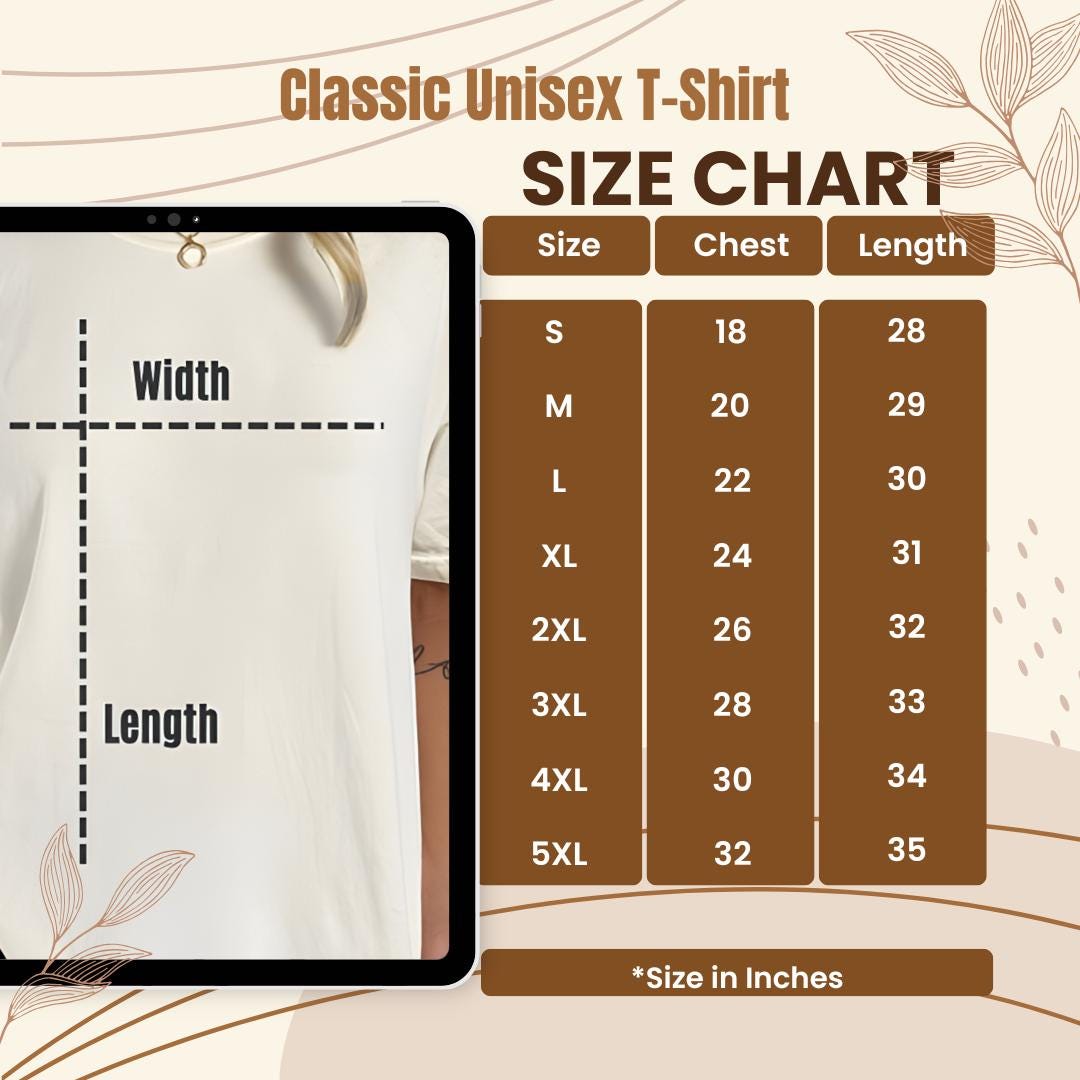 Classic Unisex T-Shirt
SIZE CHART
Size Chest Length
S 18 28
M 20 29
L 22 30
XL 24 31
2XL 26 32
3XL 28 33
4XL 30 34
5XL 32 35
*Size in Inches
Width
Length